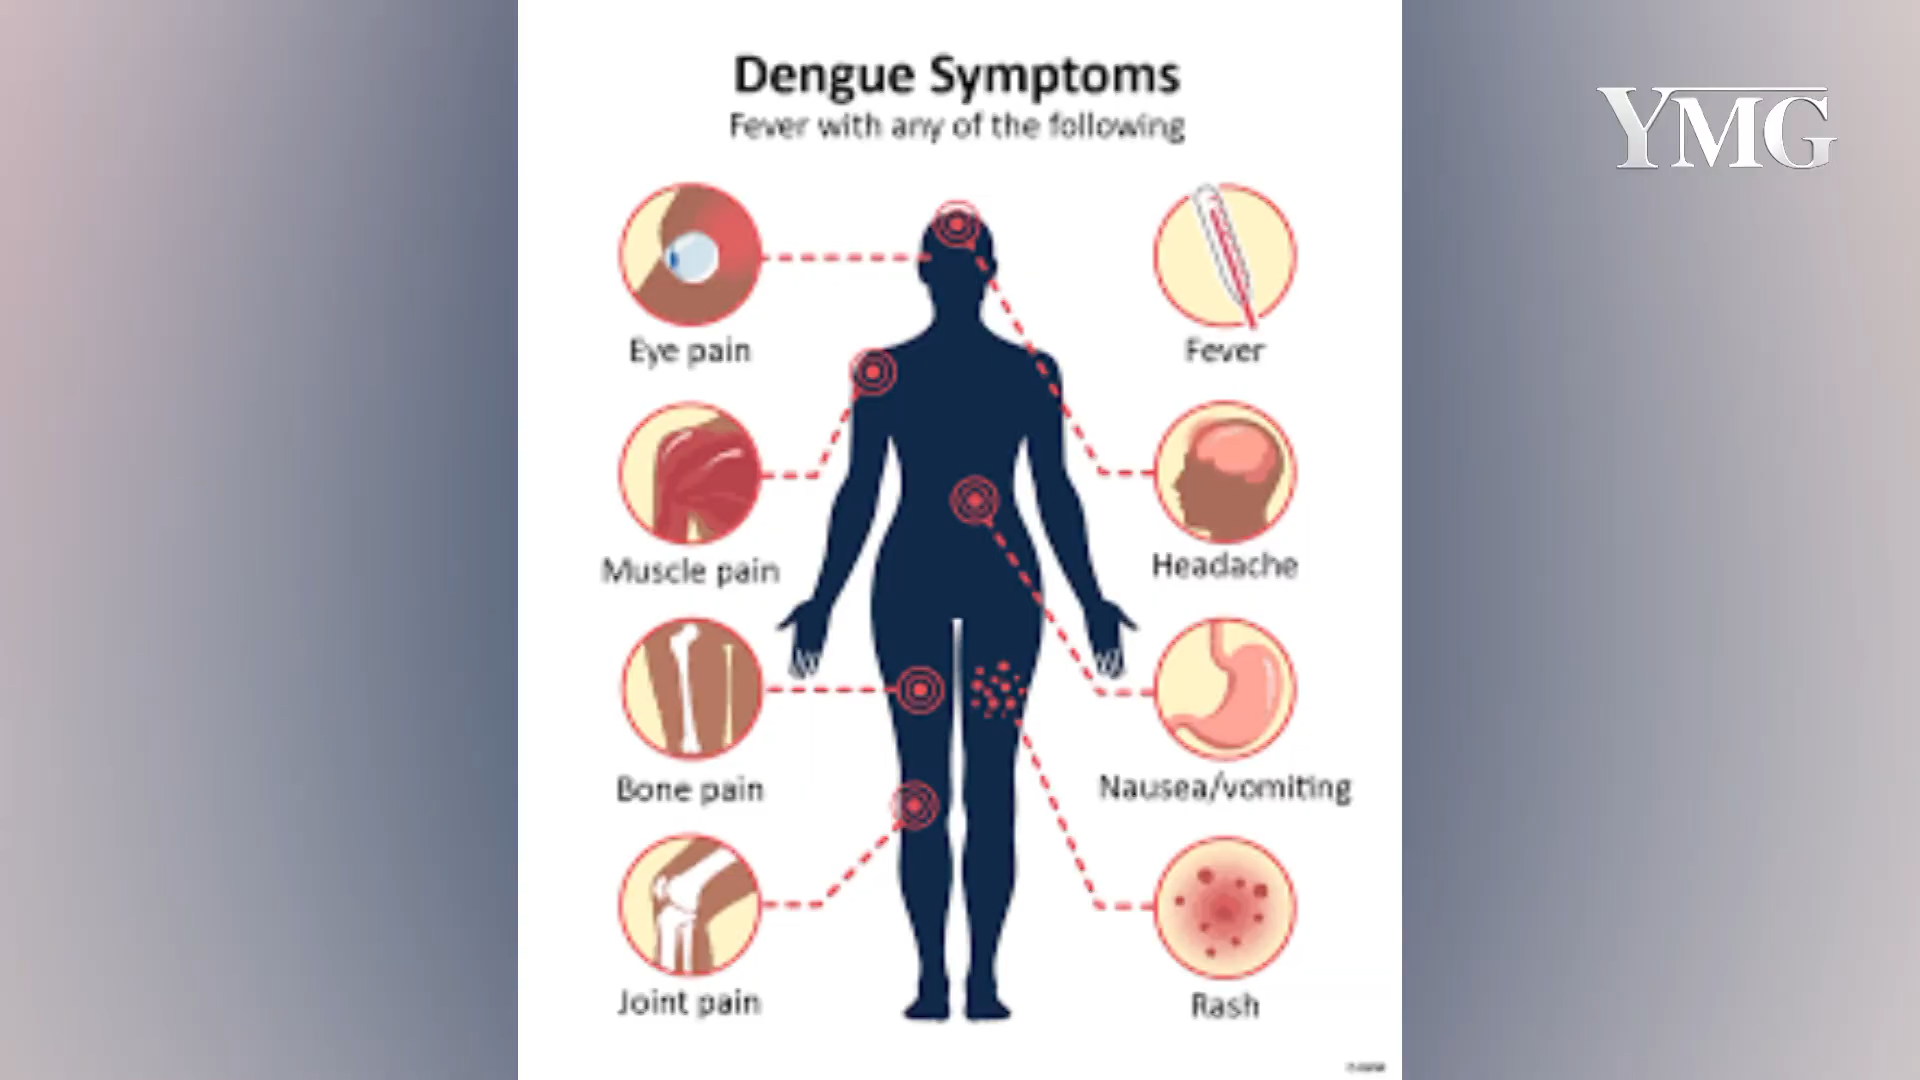 Dengue Symptoms
Fever with any of the following
YMG
Eye pain
Fever
Muscle pain
Headache
Bone pain
Nausea/vomiting
Joint pain
Rash